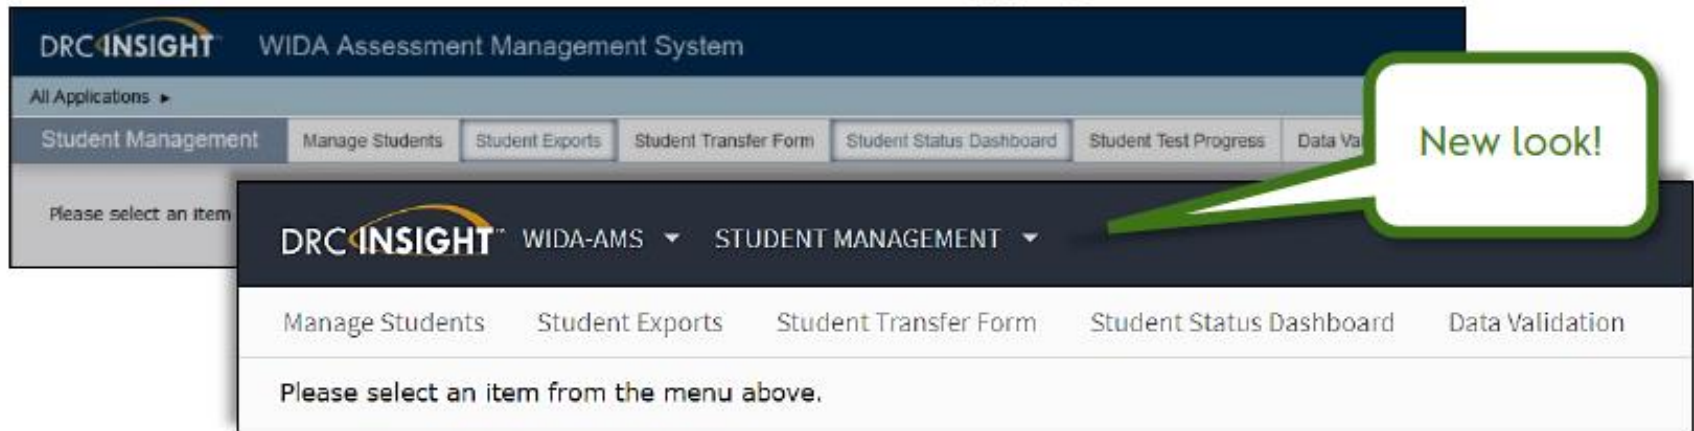 DRC INSIGHT WIDA Assessment Management System
All Applications ▸
Student Management Manage Students Student Exports Student Transfer Form Student Status Dashboard Student Test Progress Data
Please select an item
New look!
DRC INSIGHT™ WIDA-AMS STUDENT MANAGEMENT
Manage Students Student Exports Student Transfer Form Student Status Dashboard Data Validation
Please select an item from the menu above.